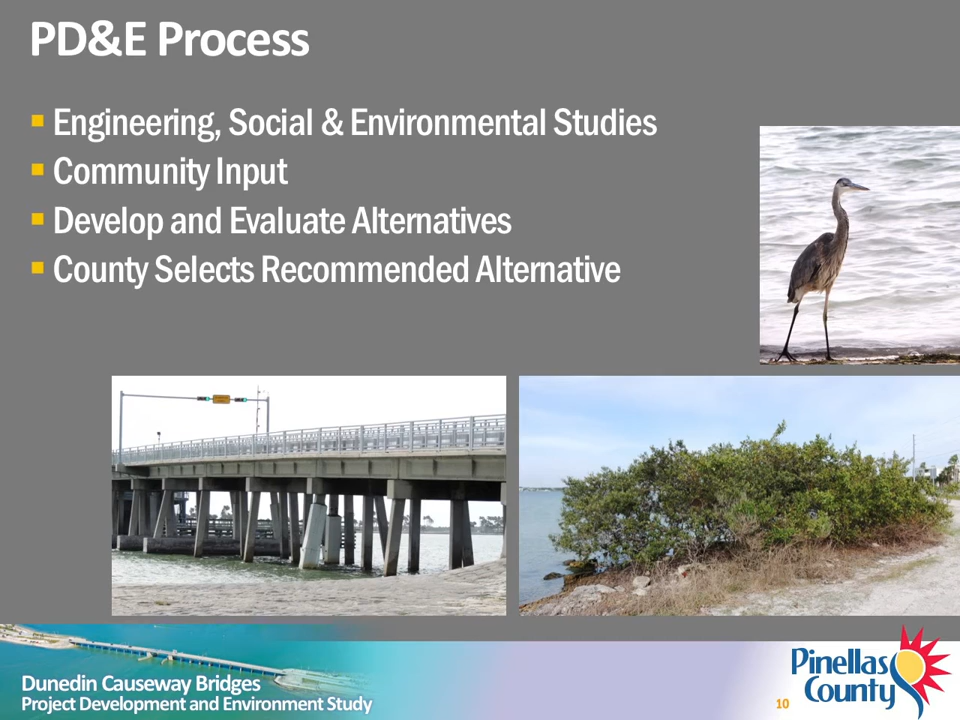 PD&E Process
Engineering, Social & Environmental Studies
Community Input
Develop and Evaluate Alternatives
County Selects Recommended Alternative
Dunedin Causeway Bridges
Project Development and Environment Study
10
Pinellas
County